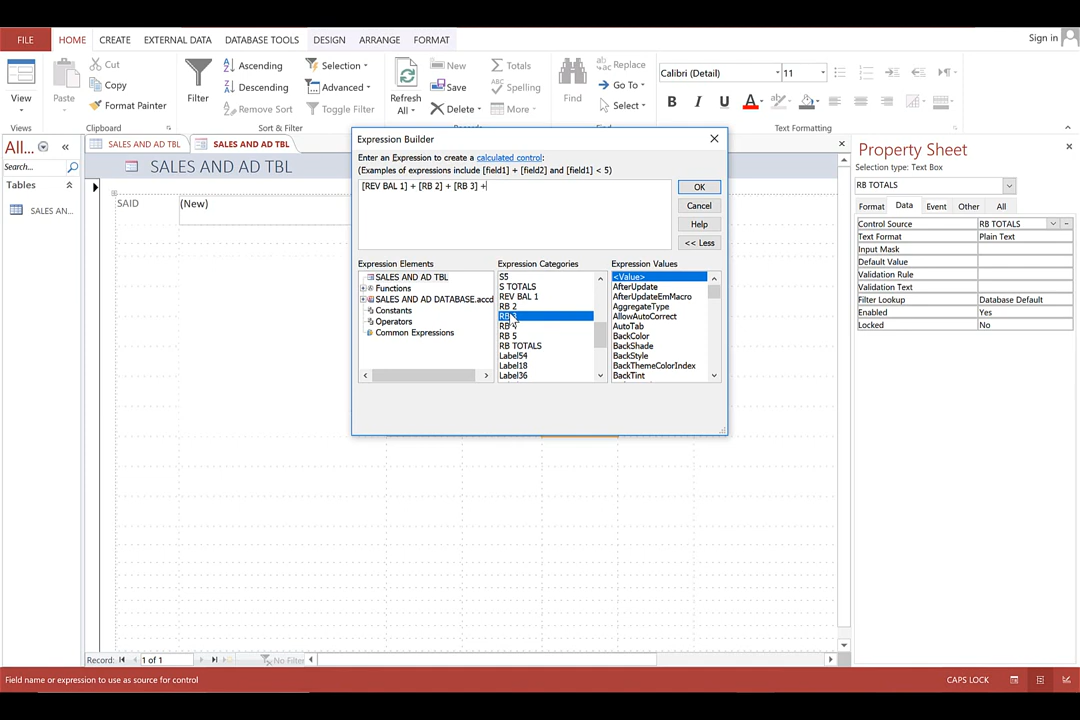 FILE HOME CREATE EXTERNAL DATA DATABASE TOOLS DESIGN ARRANGE FORMAT Sign in
View
Views
Paste
Cut
Copy
Format Painter
Clipboard
Filter
Ascending
Descending
Remove Sort
Selection
Advanced
Toggle Filter
Sort & Filter
Refresh
All
New
Save
Delete
Totals
Spelling
More
Records
Find
Replace
Go To
Select
Find
Calibri (Detail) 11
B I U A
Text Formatting
All...
Search...
Tables
SALES AN...
SALES AND AD TBL SALES AND AD TBL
SALES AND AD TBL
SAID (New)
Expression Builder
Enter an Expression to create a calculated control:
(Examples of expressions include [field1] + [field2] and [field1] < 5)
[REV BAL 1] + [RB 2] + [RB 3] +
OK
Cancel
Help
<< Less
Expression Elements
SALES AND AD TBL
Functions
SALES AND AD DATABASE.accd
Constants
Operators
Common Expressions
Expression Categories
S5
S TOTALS
REV BAL 1
RB 2
RB 3
RB 4
RB 5
RB TOTALS
Label54
Label18
Label36
Expression Values
<Value>
AfterUpdate
AfterUpdateEmMacro
AggregateType
AllowAutoCorrect
AutoTab
BackColor
BackShade
BackStyle
BackThemeColorIndex
BackTint
Property Sheet
Selection type: Text Box
RB TOTALS
Format Data Event Other All
Control Source RB TOTALS
Text Format Plain Text
Input Mask
Default Value
Validation Rule
Validation Text
Filter Lookup Database Default
Enabled Yes
Locked No
Record: 1 of 1 No Filter
Field name or expression to use as source for control CAPS LOCK